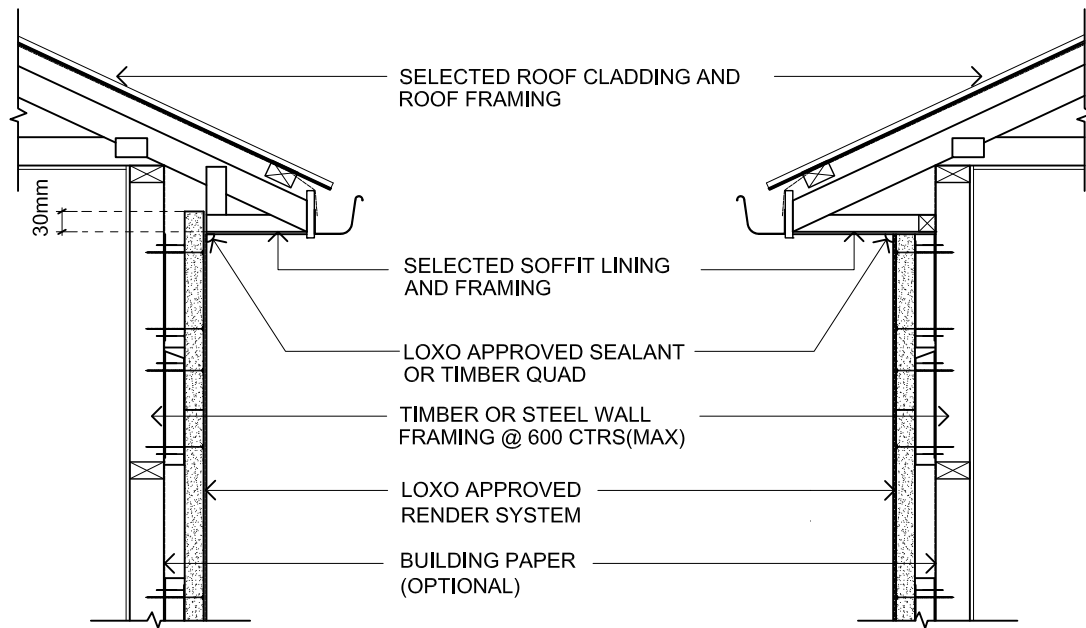 SELECTED ROOF CLADDING AND
ROOF FRAMING
30mm
SELECTED SOFFIT LINING
AND FRAMING
LOXO APPROVED SEALANT
OR TIMBER QUAD
TIMBER OR STEEL WALL
FRAMING @ 600 CTRS(MAX)
LOXO APPROVED
RENDER SYSTEM
BUILDING PAPER
(OPTIONAL)